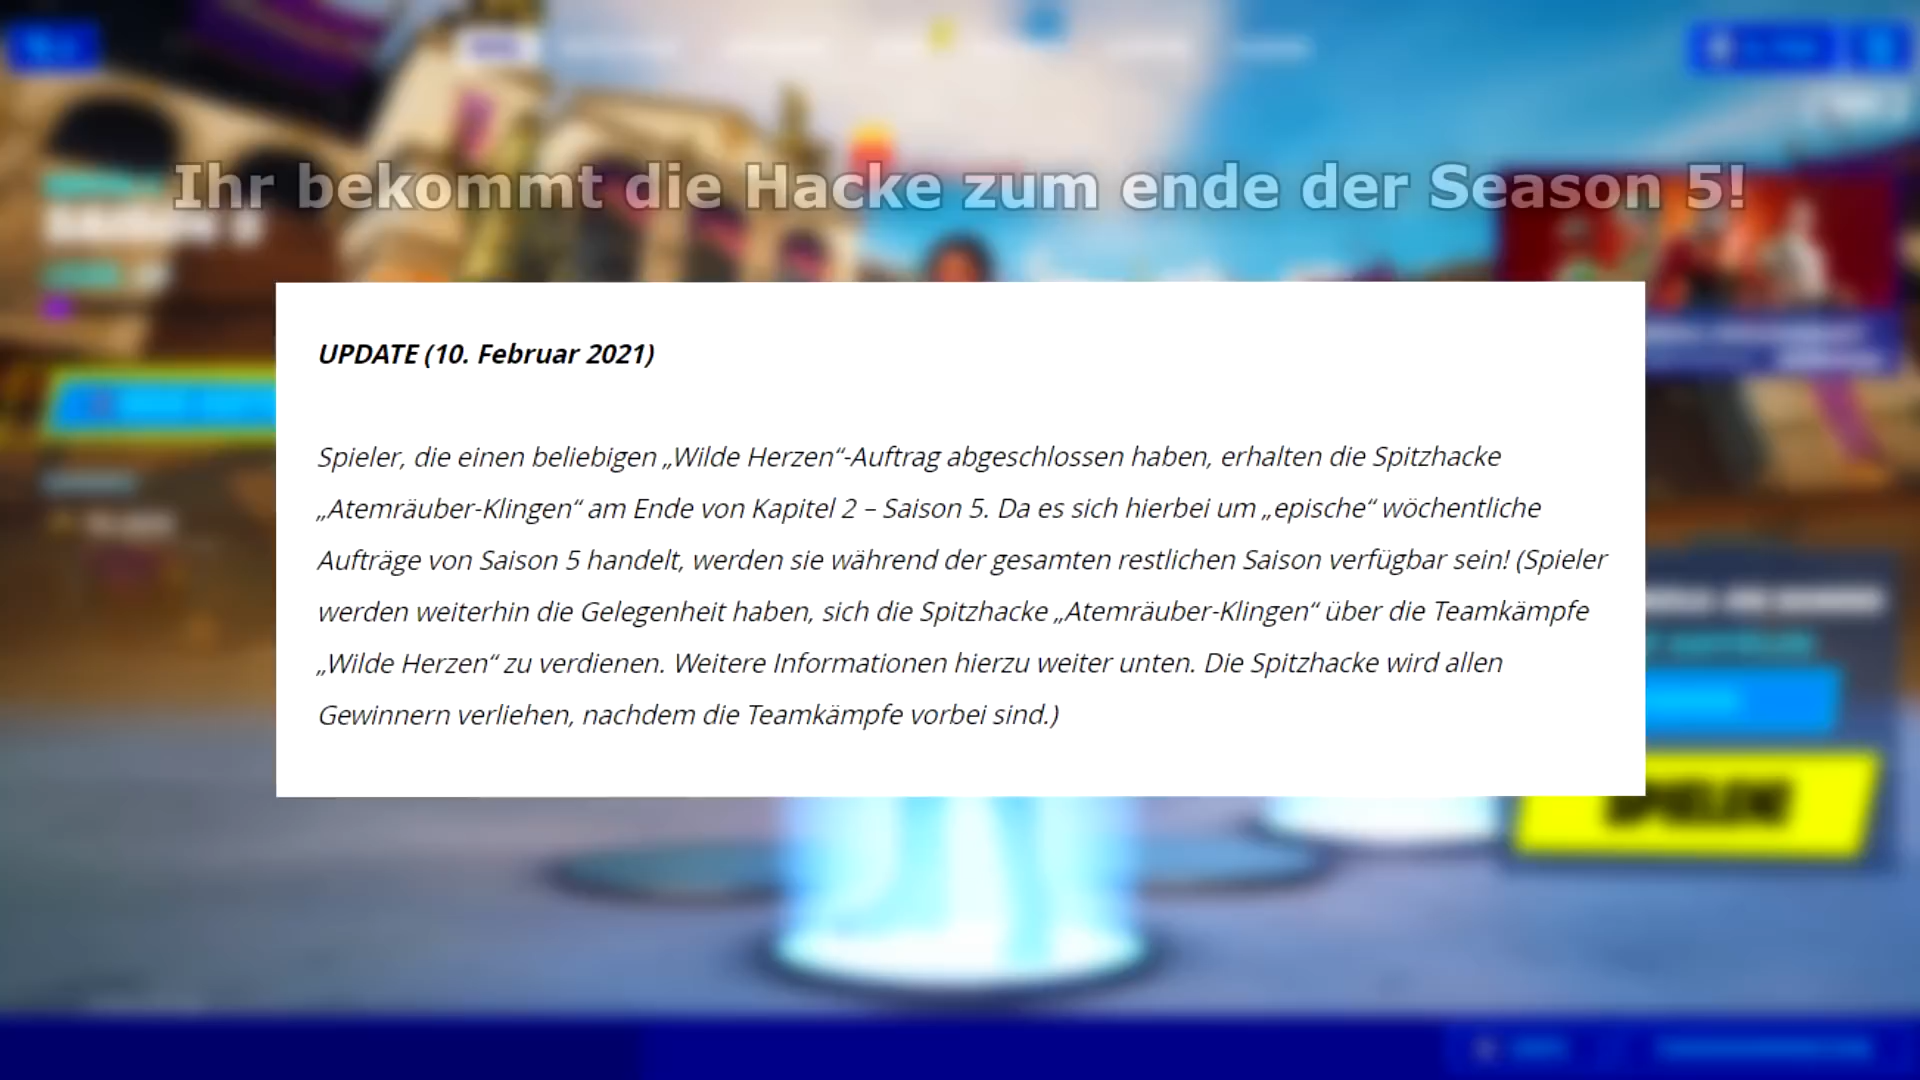 Ihr bekommt die Hacke zum ende der Season 5!
UPDATE (10. Februar 2021)
Spieler, die einen beliebigen „Wilde Herzen“-Auftrag abgeschlossen haben, erhalten die Spitzhacke
„Atemräuber-Klingen“ am Ende von Kapitel 2 – Saison 5. Da es sich hierbei um „epische“ wöchentliche
Aufträge von Saison 5 handelt, werden sie während der gesamten restlichen Saison verfügbar sein! (Spieler
werden weiterhin die Gelegenheit haben, sich die Spitzhacke „Atemräuber-Klingen“ über die Teamkämpfe
„Wilde Herzen“ zu verdienen. Weitere Informationen hierzu weiter unten. Die Spitzhacke wird allen
Gewinnern verliehen, nachdem die Teamkämpfe vorbei sind.)